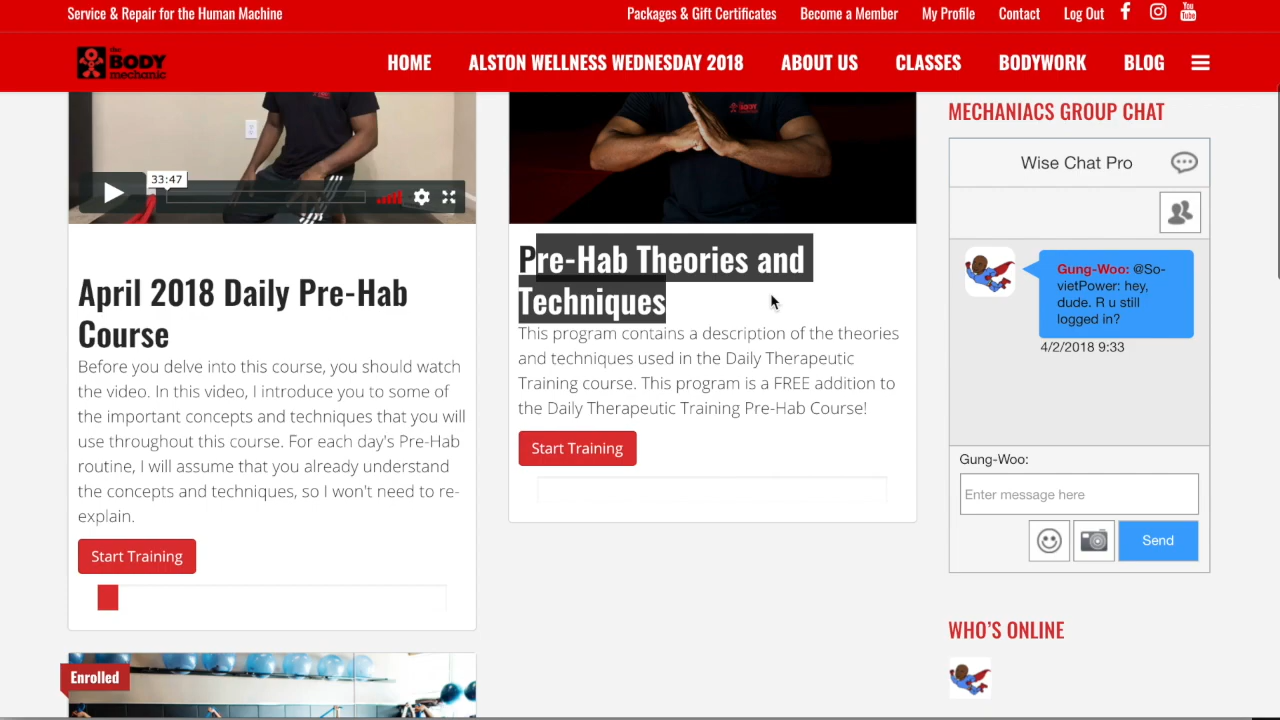 Service & Repair for the Human Machine
Packages & Gift Certificates
Become a Member
My Profile
Contact
Log Out
You
Tube
the
BODY
mechanic
HOME
ALSTON WELLNESS WEDNESDAY 2018
ABOUT US
CLASSES
BODYWORK
BLOG
33:47
April 2018 Daily Pre-Hab
Course
Before you delve into this course, you should watch
the video. In this video, I introduce you to some of
the important concepts and techniques that you will
use throughout this course. For each day's Pre-Hab
routine, I will assume that you already understand
the concepts and techniques, so I won't need to re-
explain.
Start Training
Enrolled
Pre-Hab Theories and
Techniques
This program contains a description of the theories
and techniques used in the Daily Therapeutic
Training course. This program is a FREE addition to
the Daily Therapeutic Training Pre-Hab Course!
Start Training
MECHANIACS GROUP CHAT
Wise Chat Pro
Gung-Woo: @So-
vietPower: hey,
dude. R u still
logged in?
4/2/2018 9:33
Gung-Woo:
Enter message here
Send
WHO'S ONLINE